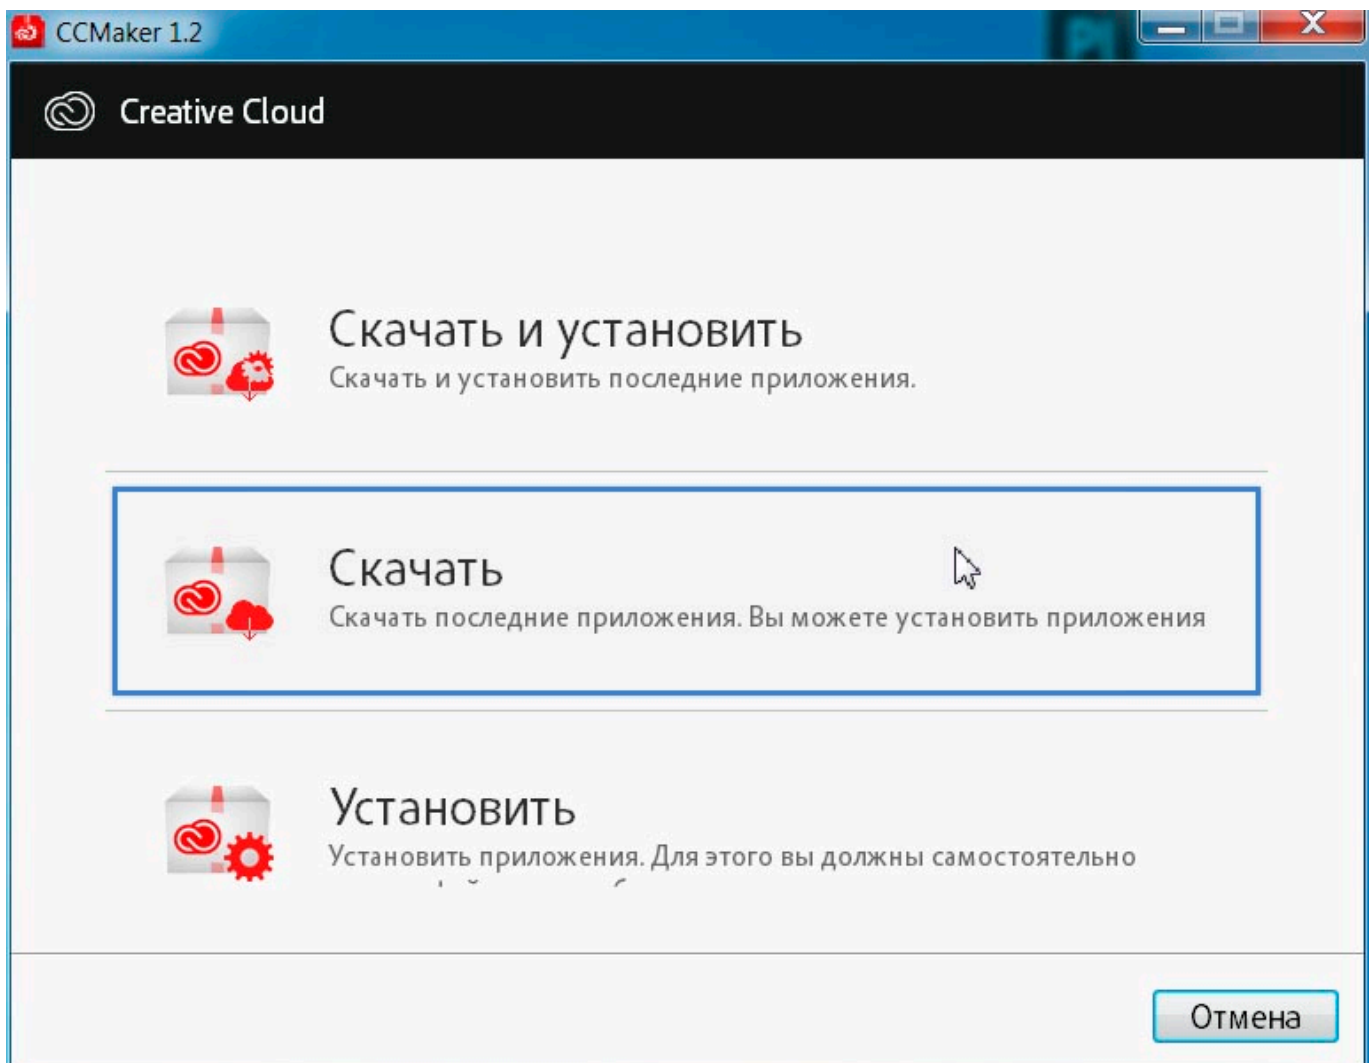 CCMaker 1.2
Creative Cloud
Скачать и установить
Скачать и установить последние приложения.
Скачать
Скачать последние приложения. Вы можете установить приложения
Установить
Установить приложения. Для этого вы должны самостоятельно
Отмена